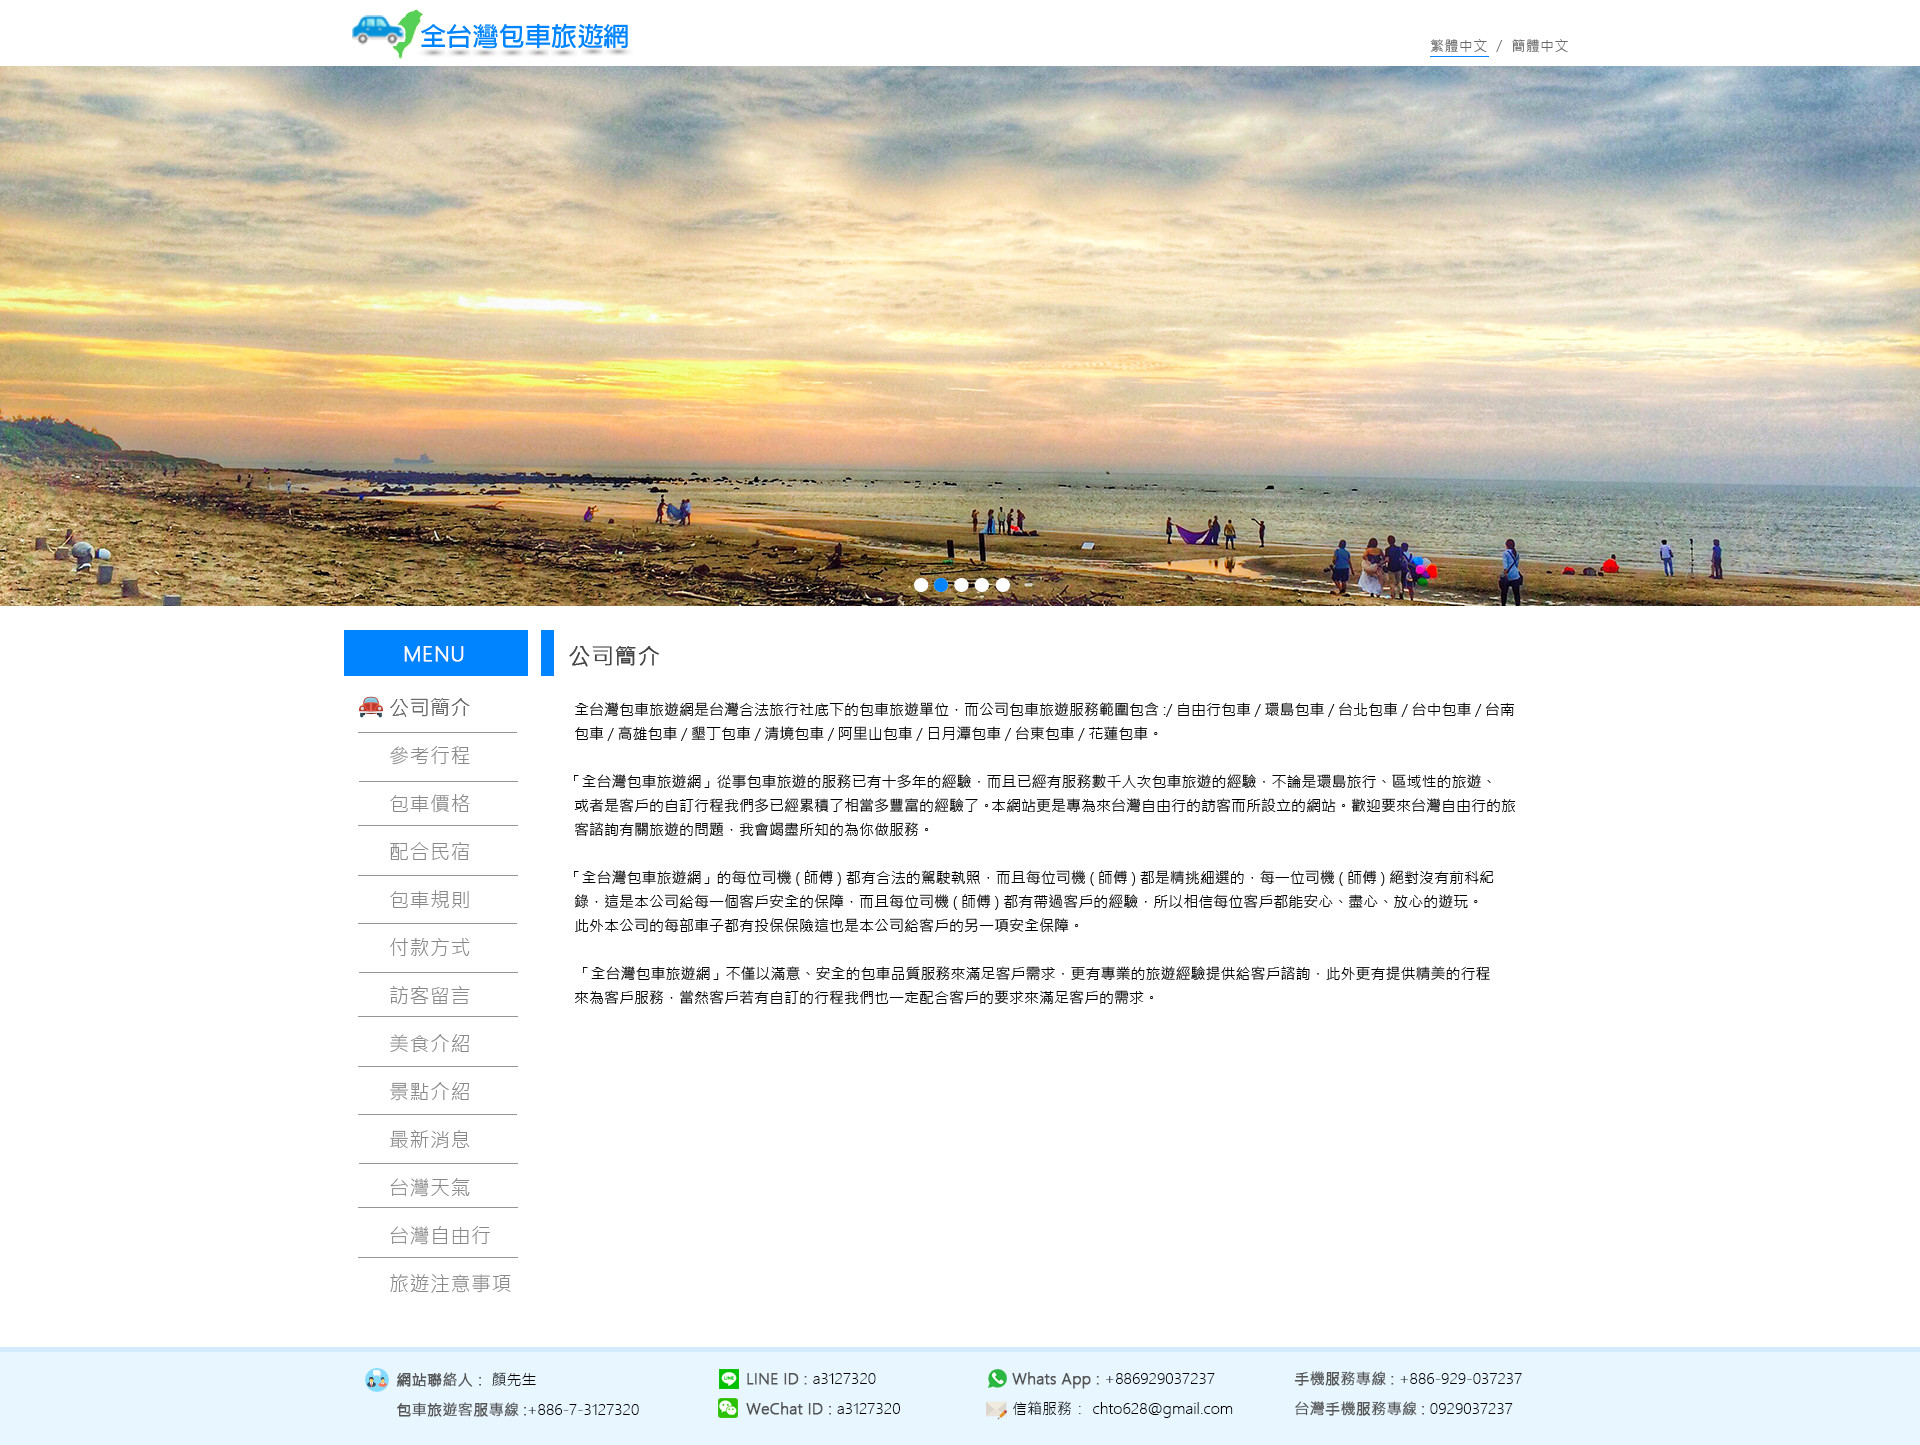 全台灣包車旅遊網
繁體中文 / 簡體中文
MENU
公司簡介
參考行程
包車價格
配合民宿
包車規則
付款方式
訪客留言
美食介紹
景點介紹
最新消息
台灣天氣
台灣自由行
旅遊注意事項
公司簡介
全台灣包車旅遊網是台灣合法旅行社底下的包車旅遊單位，而公司包車旅遊服務範圍包含 :/ 自由行包車 / 環島包車 / 台北包車 / 台中包車 / 台南
包車 / 高雄包車 / 墾丁包車 / 清境包車 / 阿里山包車 / 日月潭包車 / 台東包車 / 花蓮包車。
「全台灣包車旅遊網」從事包車旅遊的服務已有十多年的經驗，而且已經有服務數千人次包車旅遊的經驗，不論是環島旅行、區域性的旅遊、
或者是客戶的自訂行程我們多已經累積了相當多豐富的經驗了。本網站更是專為來台灣自由行的訪客而所設立的網站。歡迎要來台灣自由行的旅
客諮詢有關旅遊的問題，我會竭盡所知的為你做服務。
「全台灣包車旅遊網」的每位司機 ( 師傅 ) 都有合法的駕駛執照，而且每位司機 ( 師傅 ) 都是精挑細選的，每一位司機 ( 師傅 ) 絕對沒有前科紀
錄，這是本公司給每一個客戶安全的保障，而且每位司機 ( 師傅 ) 都有帶過客戶的經驗，所以相信每位客戶都能安心、盡心、放心的遊玩。
此外本公司的每部車子都有投保保險這也是本公司給客戶的另一項安全保障。
「全台灣包車旅遊網」不僅以滿意、安全的包車品質服務來滿足客戶需求，更有專業的旅遊經驗提供給客戶諮詢，此外更有提供精美的行程
來為客戶服務，當然客戶若有自訂的行程我們也一定配合客戶的要求來滿足客戶的需求。
網站聯絡人： 顏先生
包車旅遊客服專線 :+886-7-3127320
LINE ID : a3127320
WeChat ID : a3127320
Whats App : +886929037237
信箱服務： chto628@gmail.com
手機服務專線 : +886-929-037237
台灣手機服務專線 : 0929037237